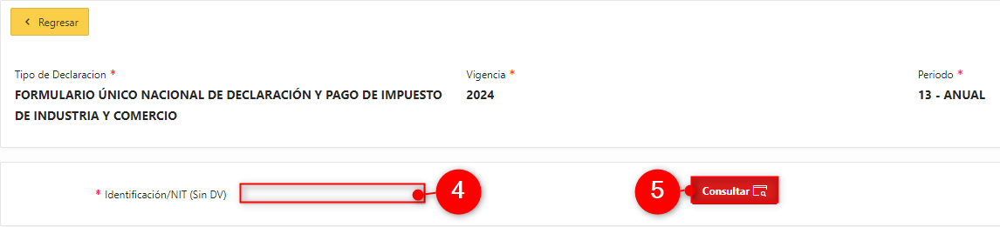 Regresar
Tipo de Declaracion * Vigencia * Periodo *
FORMULARIO ÚNICO NACIONAL DE DECLARACIÓN Y PAGO DE IMPUESTO 2024 13 - ANUAL
DE INDUSTRIA Y COMERCIO
* Identificación/NIT (Sin DV) 4 5 Consultar